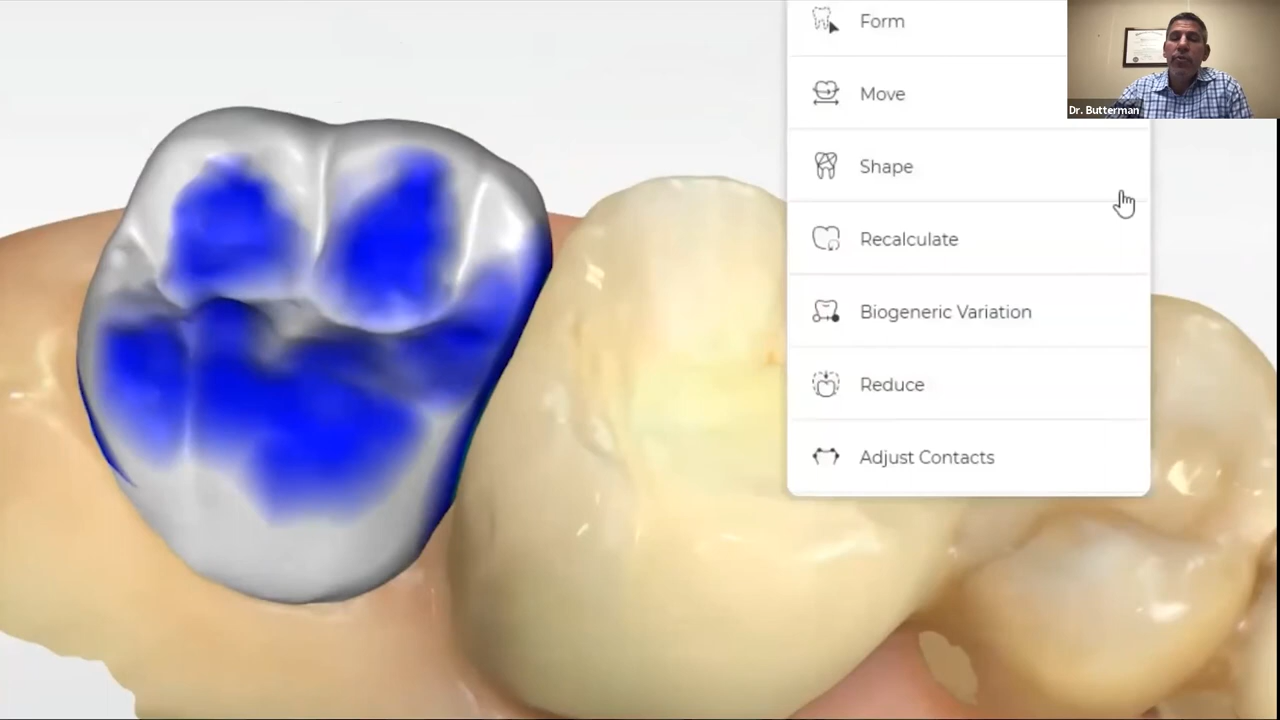 Form
Dr. Butterman
Move
Shape
Recalculate
Biogeneric Variation
Reduce
Adjust Contacts